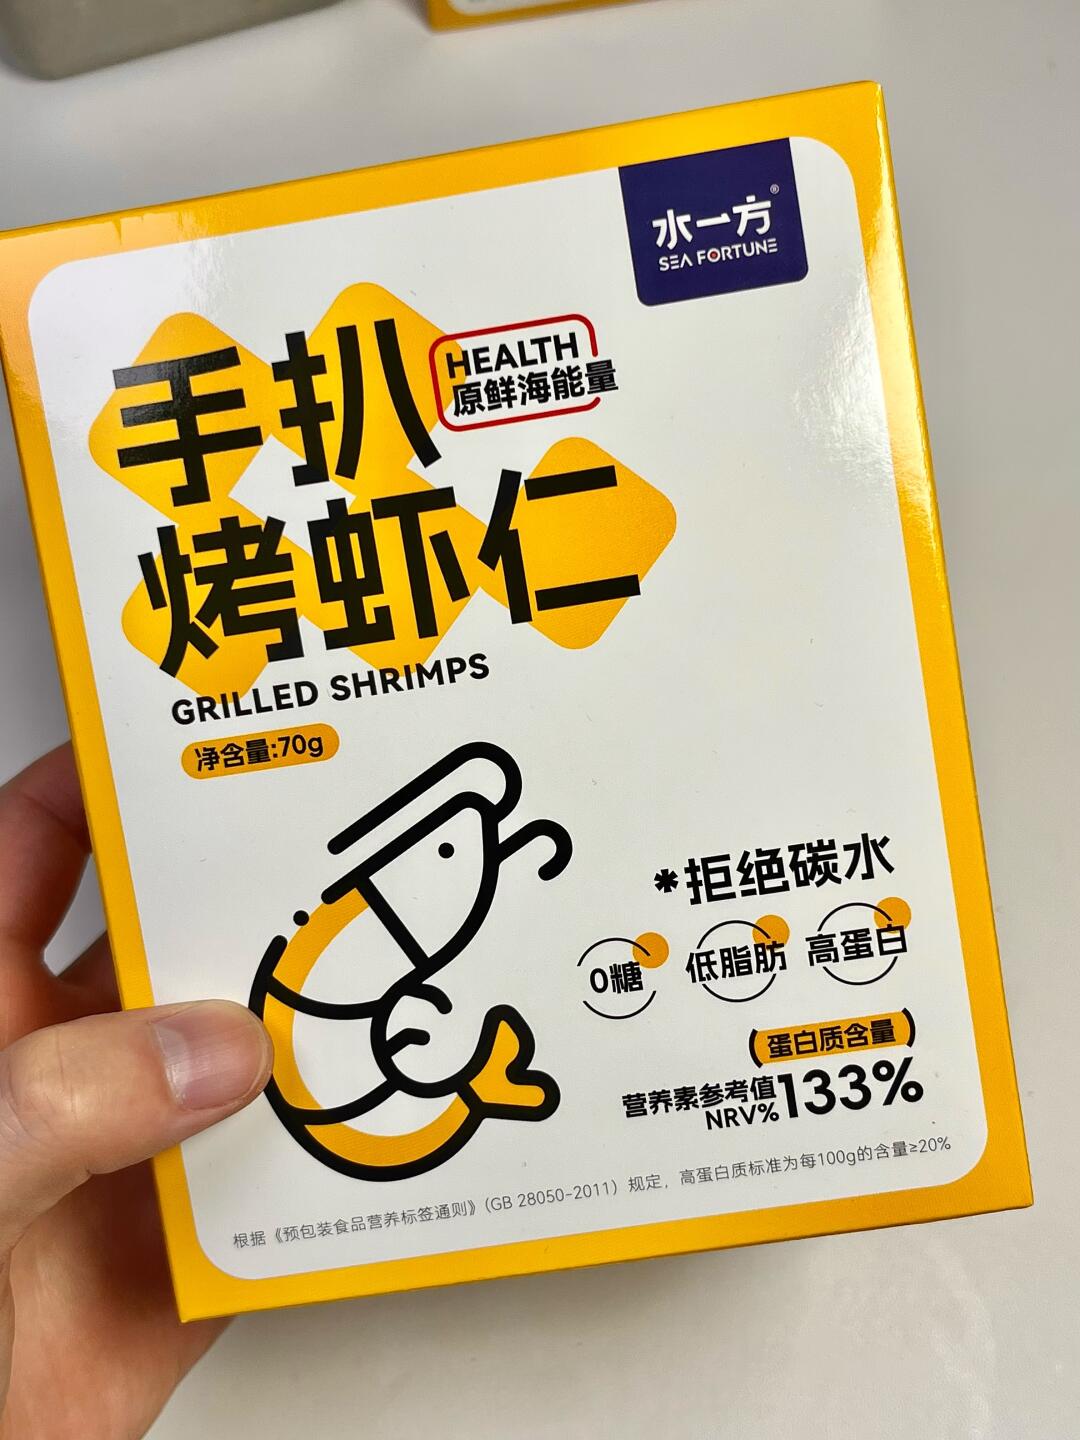 水一方®
SEA FORTUNE
手扒
HEALTH
原鲜海能量
烤虾仁
GRILLED SHRIMPS
净含量:70g
*拒绝碳水
0糖 低脂肪 高蛋白
(蛋白质含量)
营养素参考值
NRV% 133%
根据《预包装食品营养标签通则》(GB 28050-2011)规定，高蛋白质标准为每100g的含量≥20%